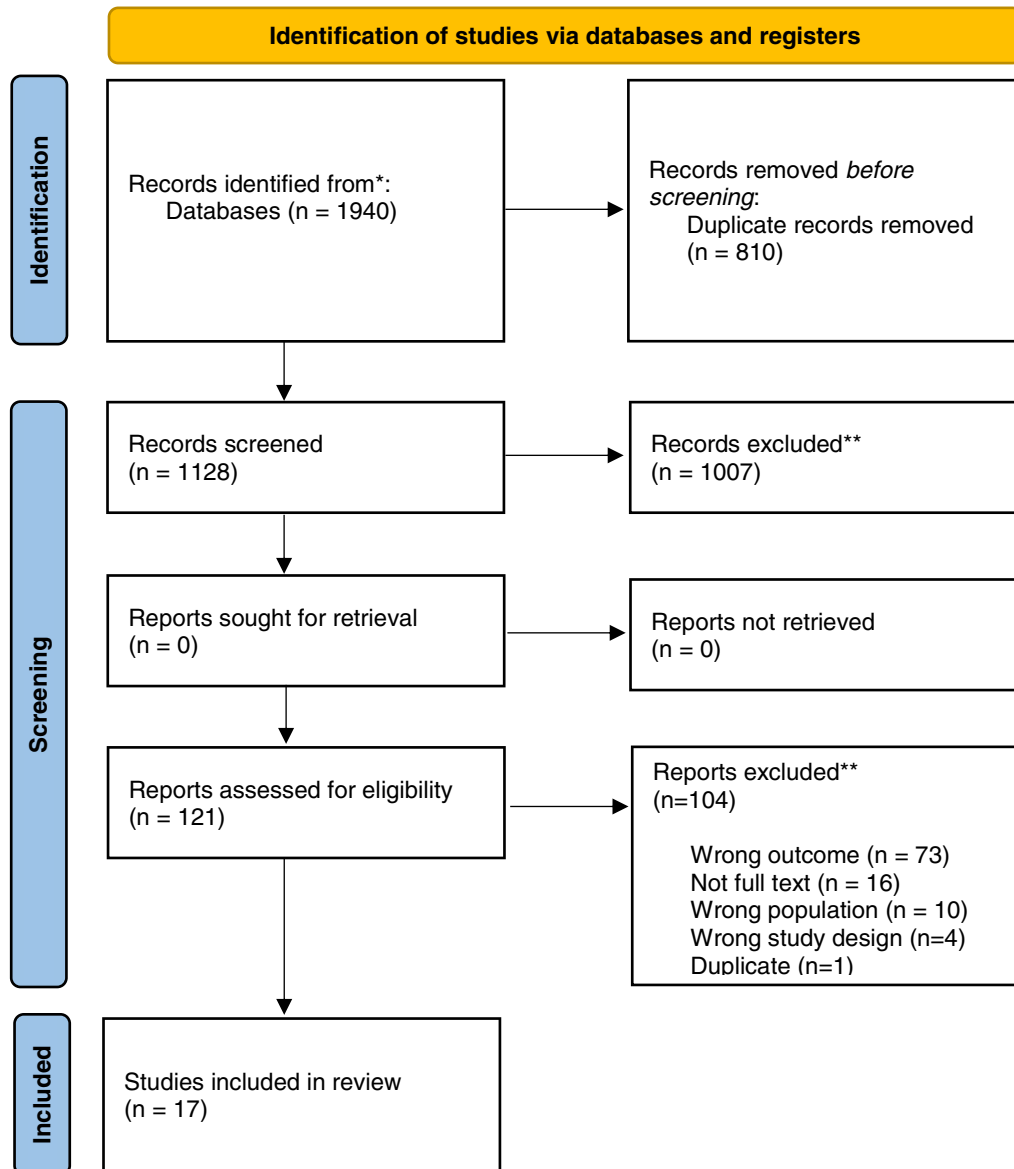 Identification of studies via databases and registers
Identification
Records identified from*:
Databases (n = 1940)
Records removed before
screening:
Duplicate records removed
(n = 810)
Screening
Records screened
(n = 1128)
Records excluded**
(n = 1007)
Reports sought for retrieval
(n = 0)
Reports not retrieved
(n = 0)
Reports assessed for eligibility
(n = 121)
Reports excluded**
(n=104)
Wrong outcome (n = 73)
Not full text (n = 16)
Wrong population (n = 10)
Wrong study design (n=4)
Duplicate (n=1)
Included
Studies included in review
(n = 17)